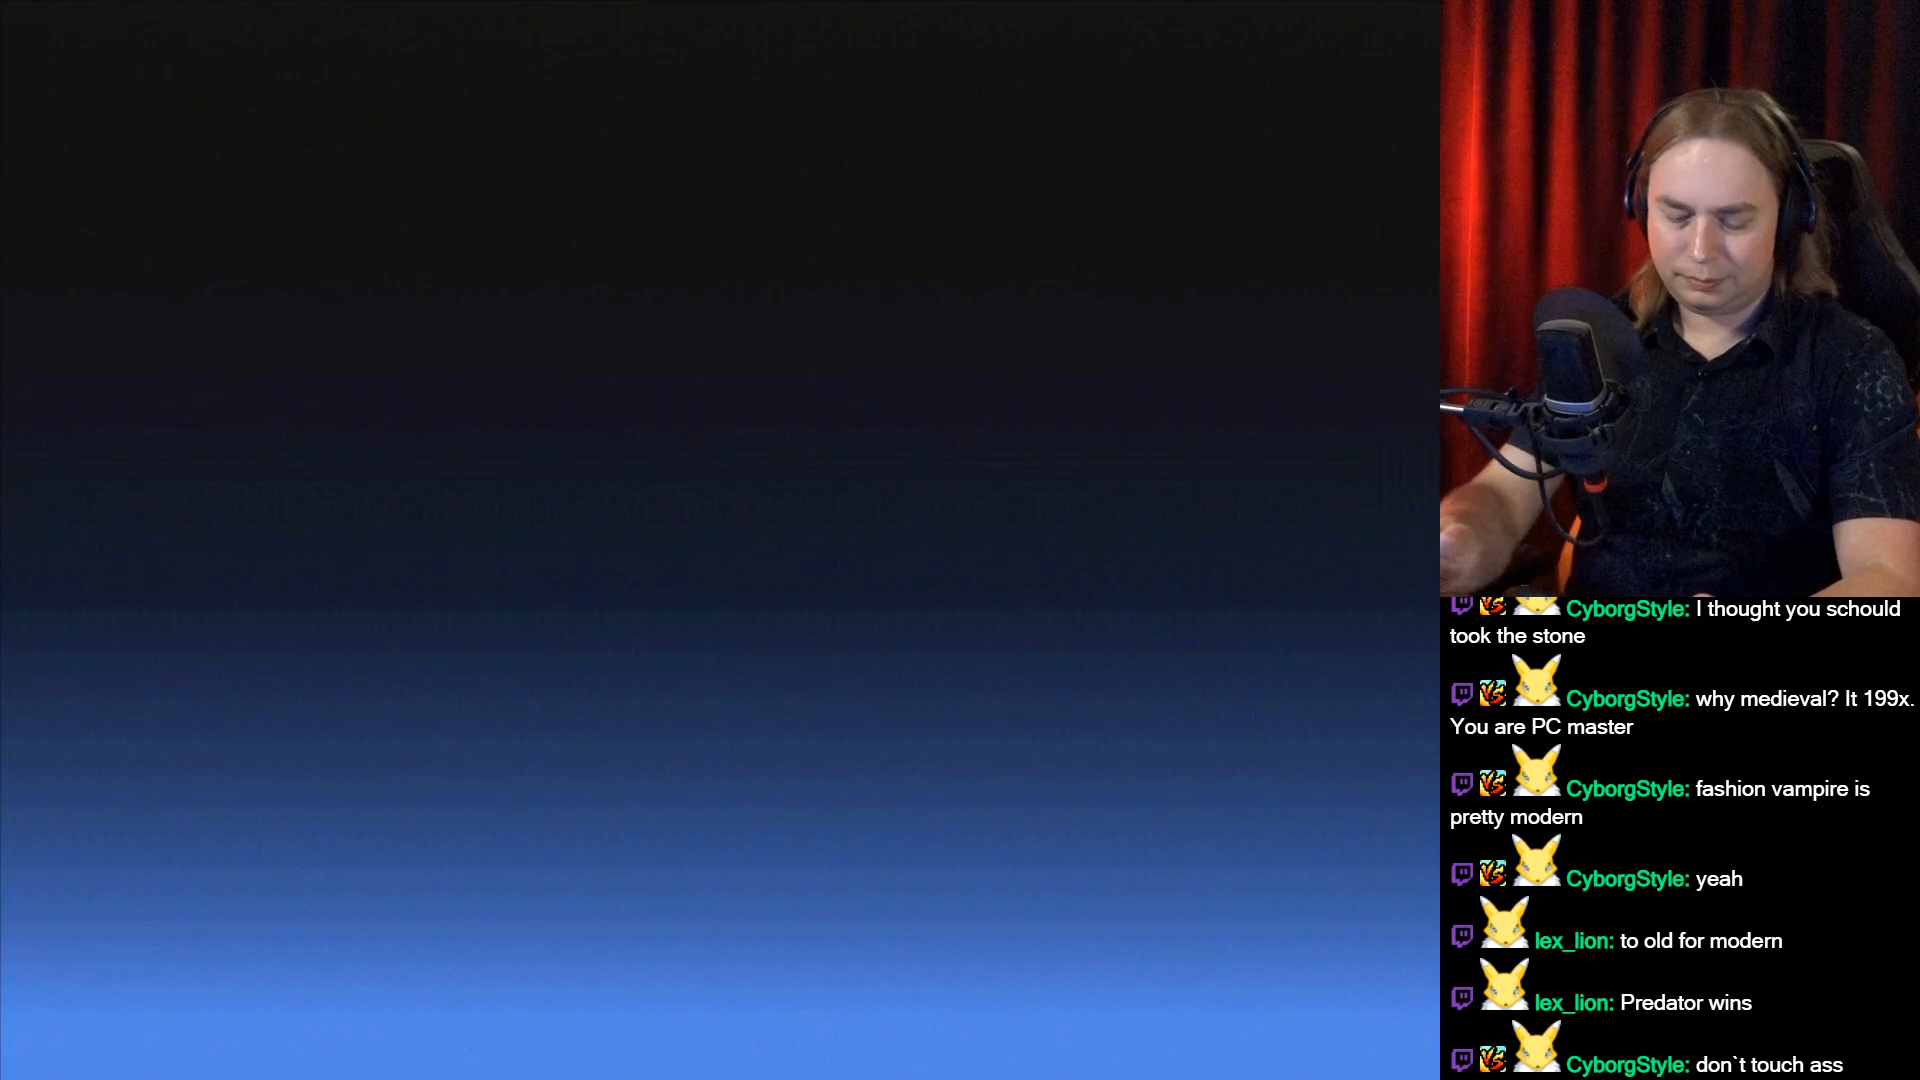 CyborgStyle: I thought you schould
took the stone
CyborgStyle: why medieval? It 199x.
You are PC master
CyborgStyle: fashion vampire is
pretty modern
CyborgStyle: yeah
lex_lion: to old for modern
lex_lion: Predator wins
CyborgStyle: don`t touch ass